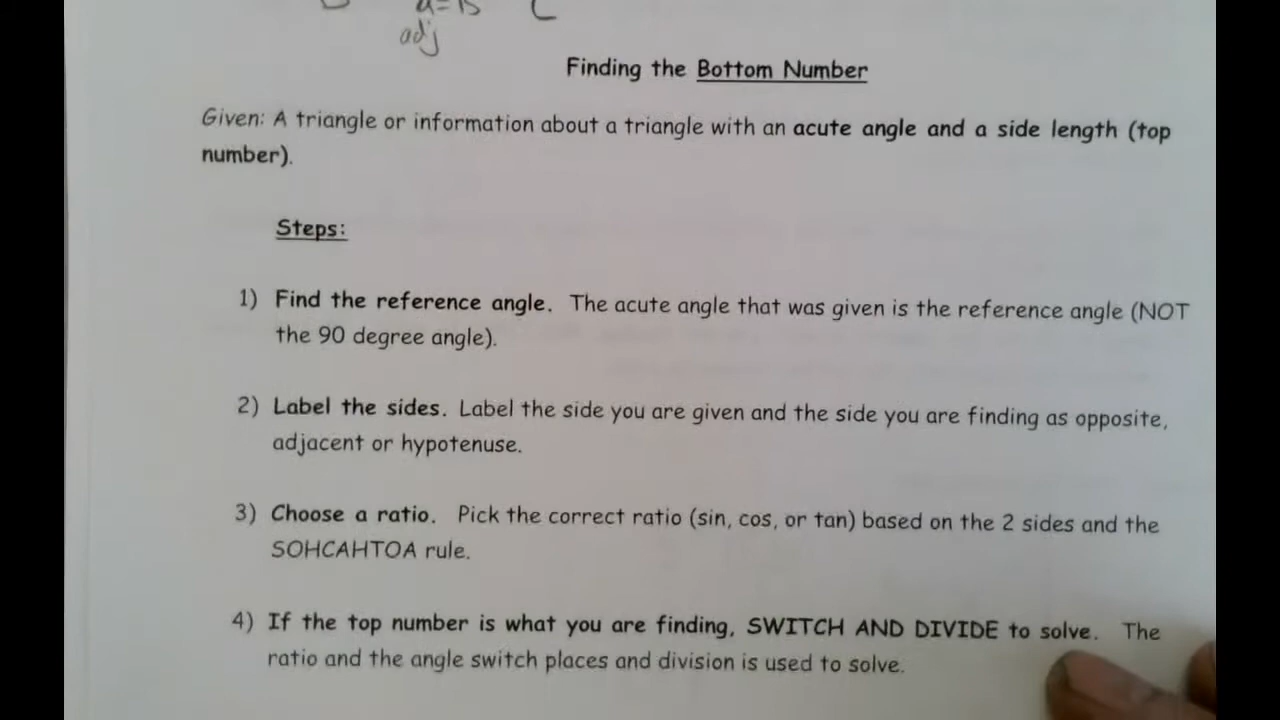 a=15
adj
Finding the Bottom Number
Given: A triangle or information about a triangle with an acute angle and a side length (top
number).
Steps:
1) Find the reference angle. The acute angle that was given is the reference angle (NOT
the 90 degree angle).
2) Label the sides. Label the side you are given and the side you are finding as opposite,
adjacent or hypotenuse.
3) Choose a ratio. Pick the correct ratio (sin, cos, or tan) based on the 2 sides and the
SOHCAHTOA rule.
4) If the top number is what you are finding, SWITCH AND DIVIDE to solve. The
ratio and the angle switch places and division is used to solve.